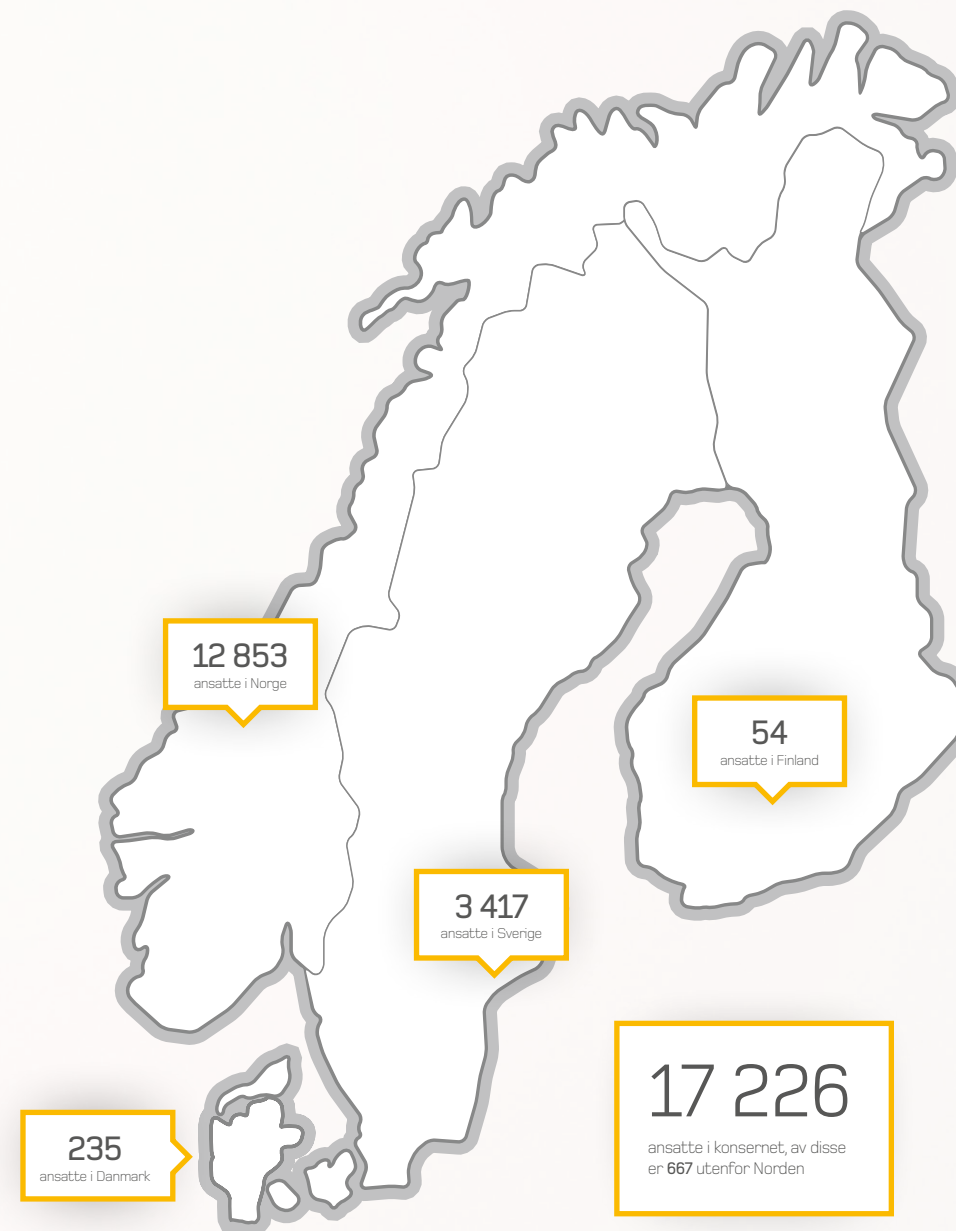 12 853
ansatte i Norge
54
ansatte i Finland
3 417
ansatte i Sverige
17 226
ansatte i konsernet, av disse
er 667 utenfor Norden
235
ansatte i Danmark